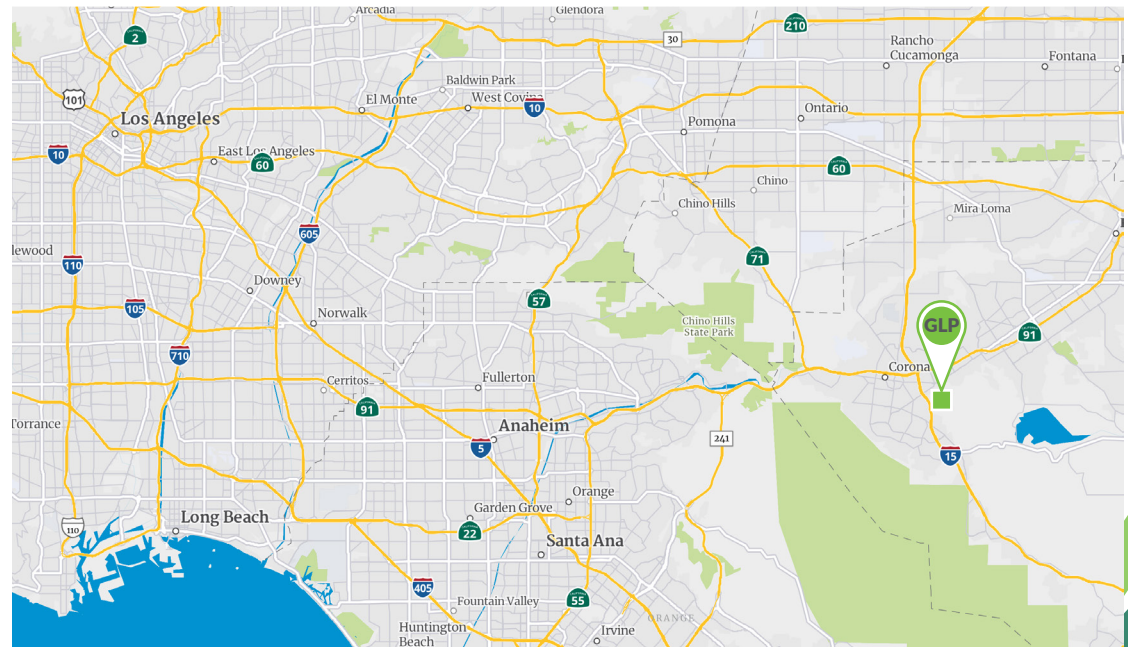 Arcadia
Glendora
2
210
30
Rancho
Cucamonga
Fontana
Baldwin Park
101
El Monte
West Covina
10
Ontario
Los Angeles
Pomona
10
East Los Angeles
60
60
Chino
Chino Hills
Mira Loma
605
lewood
110
71
Downey
57
105
Norwalk
Chino Hills
State Park
GLP
91
710
Corona
Cerritos
Fullerton
91
Torrance
Anaheim
241
5
15
Orange
Garden Grove
Long Beach
110
22
Santa Ana
405
55
Fountain Valley
ORANGE
Huntington
Beach
Irvine